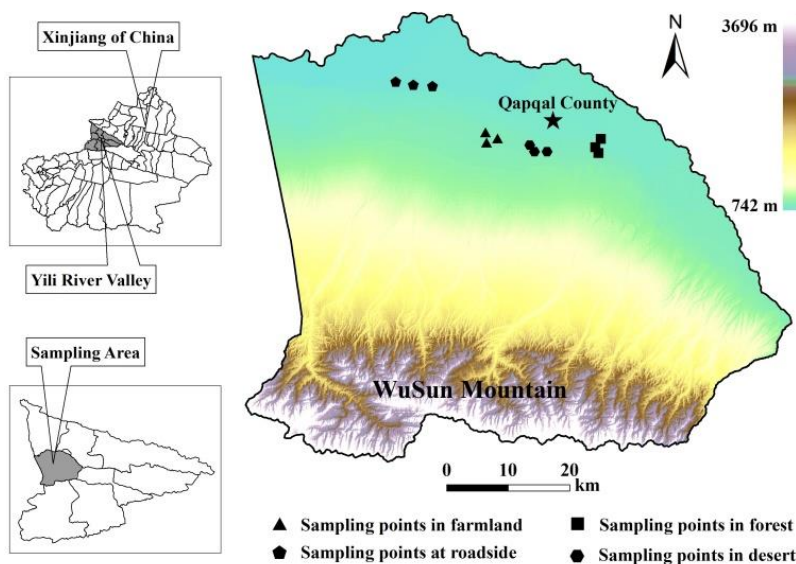 Xinjiang of China
Yili River Valley
Sampling Area
N
3696 m
742 m
Qapqal County
WuSun Mountain
0 10 20
km
Sampling points in farmland
Sampling points in forest
Sampling points at roadside
Sampling points in desert